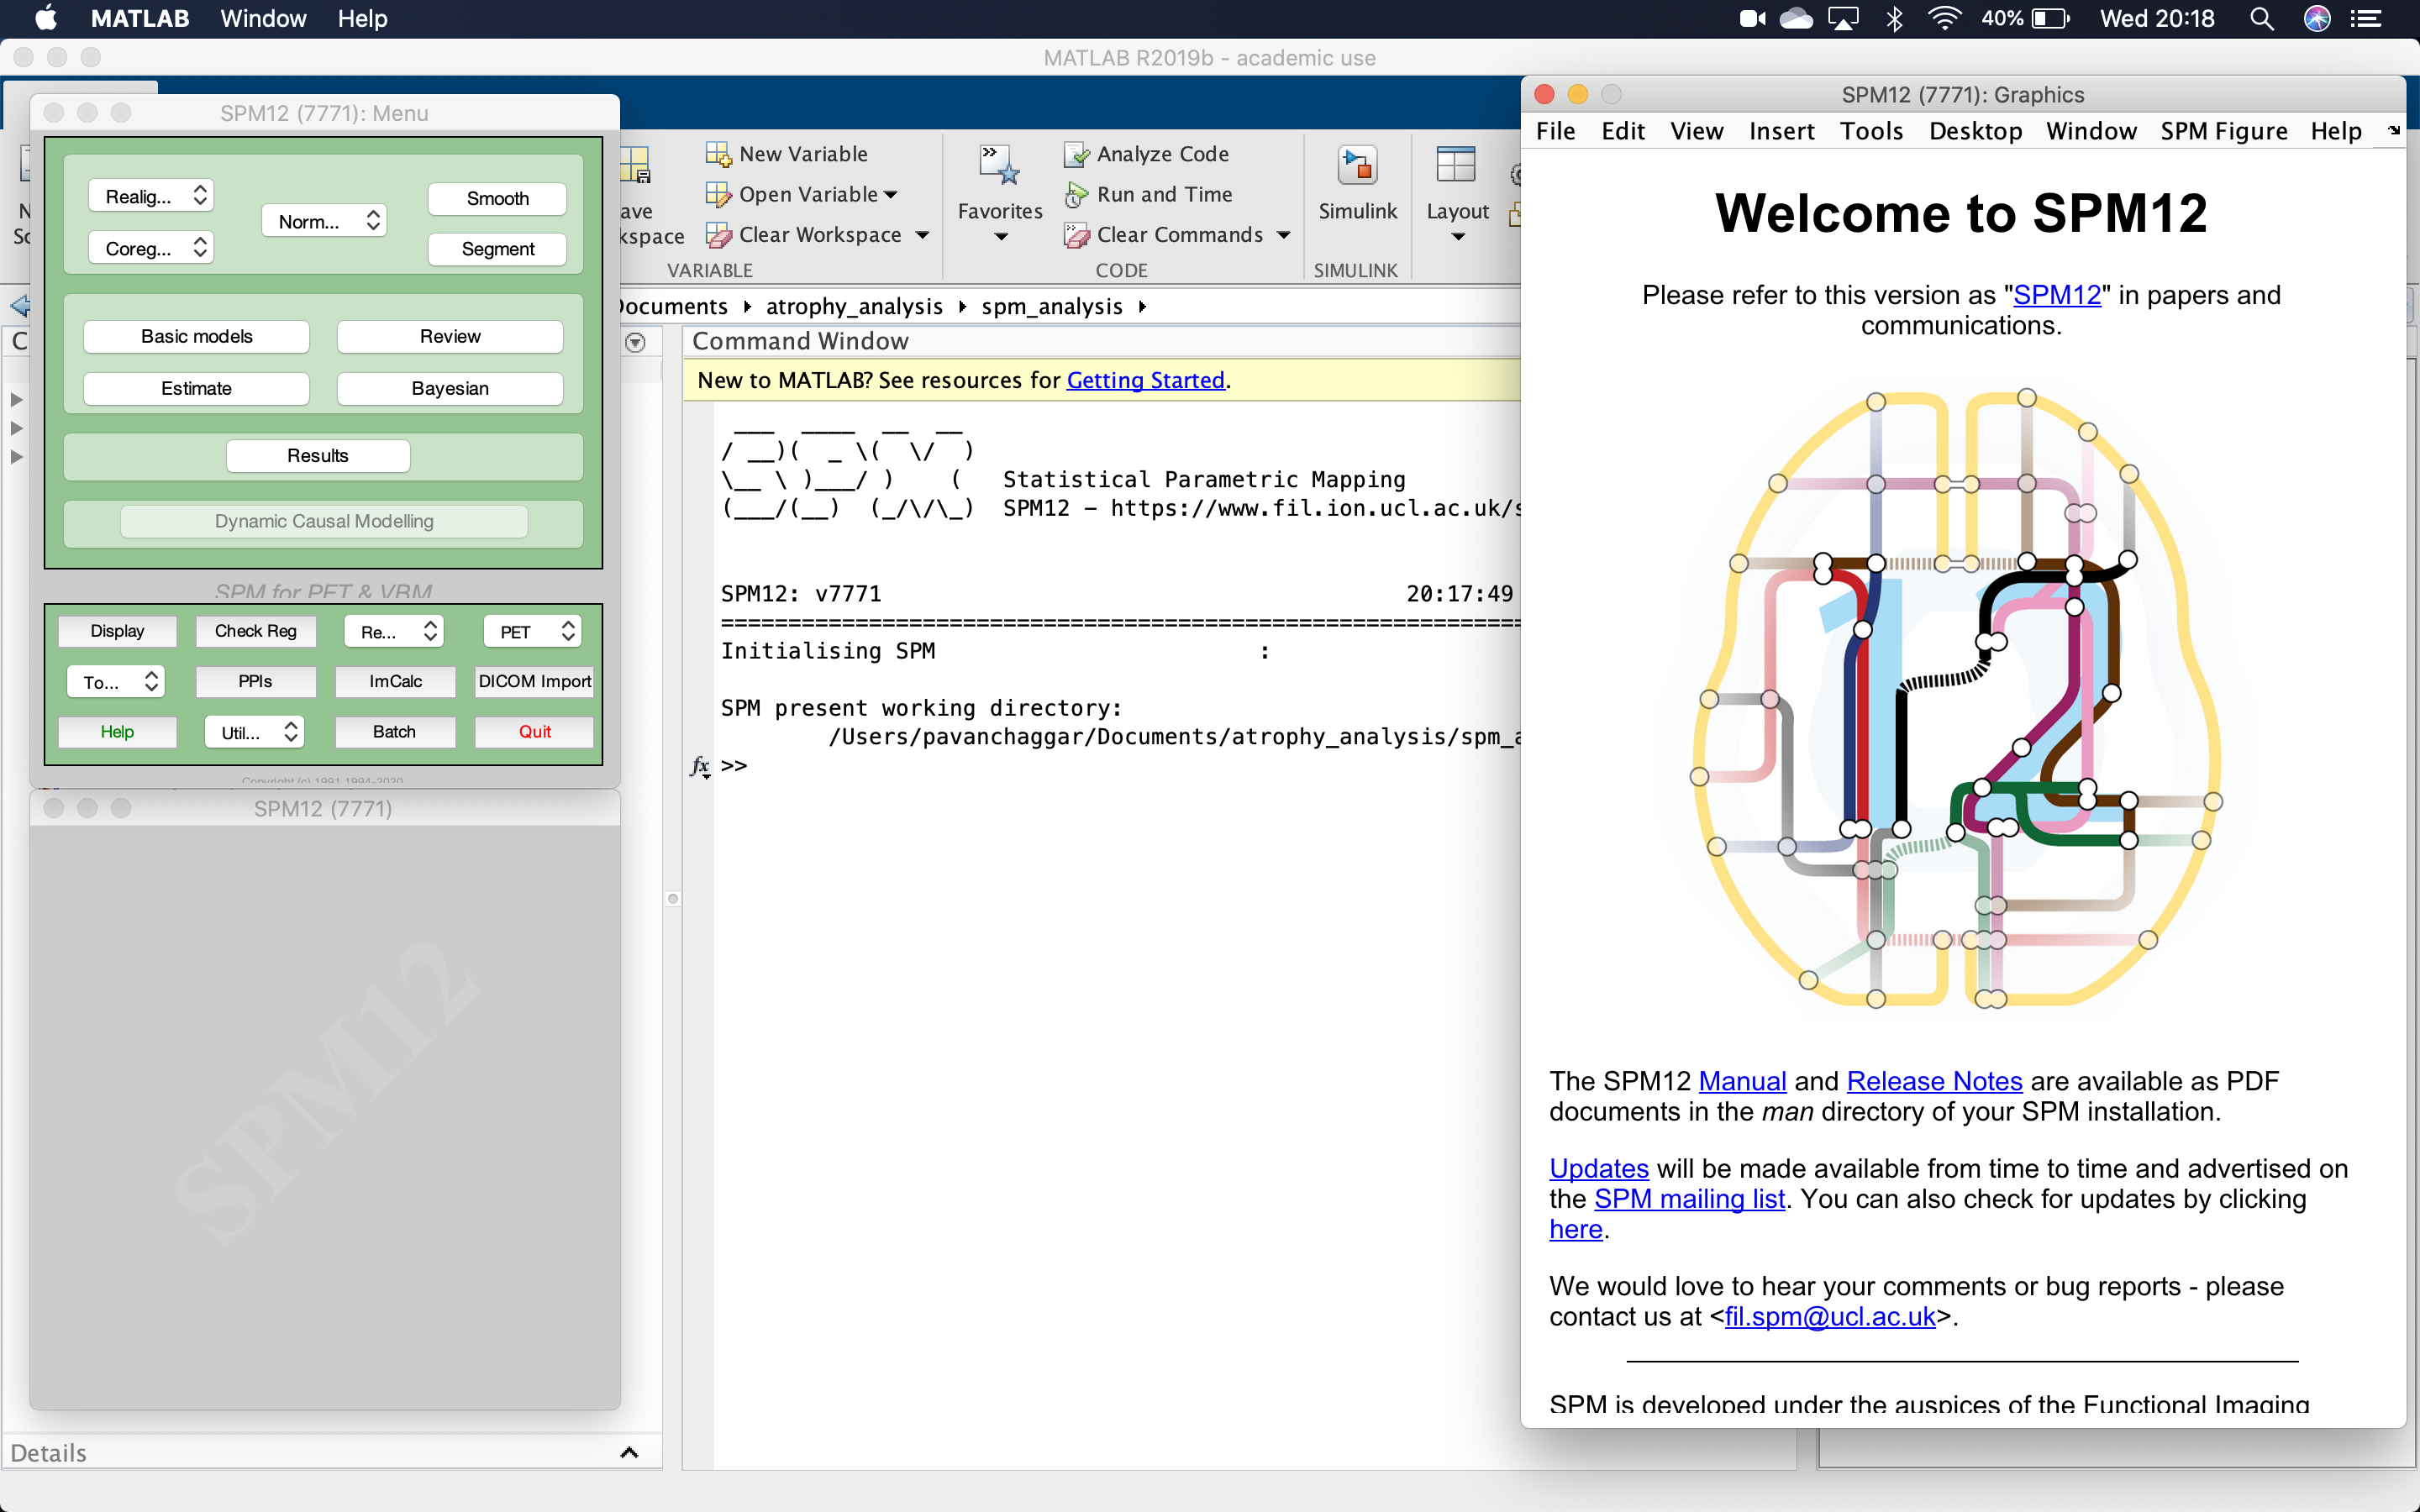 MATLAB Window Help
40% Wed 20:18
MATLAB R2019b - academic use
SPM12 (7771): Menu
Realig...
Coreg...
Norm...
Smooth
Segment
Basic models
Review
Estimate
Bayesian
Results
Dynamic Causal Modelling
SPM for PET & VBM
Display
Check Reg
Re...
PET
To...
PPIs
ImCalc
DICOM Import
Help
Util...
Batch
Quit
Copyright (c) 1991,1994-2020
SPM12 (7771)
SPM12
Details
New Variable
Open Variable
Clear Workspace
VARIABLE
Favorites
Analyze Code
Run and Time
Clear Commands
CODE
Simulink
SIMULINK
Layout
atrophy_analysis
spm_analysis
Command Window
New to MATLAB? See resources for Getting Started.
Statistical Parametric Mapping
SPM12 - https://www.fil.ion.ucl.ac.uk/s
SPM12: v7771 20:17:49
Initialising SPM :
SPM present working directory:
/Users/pavanchaggar/Documents/atrophy_analysis/spm_a
fx >>
SPM12 (7771): Graphics
File Edit View Insert Tools Desktop Window SPM Figure Help
Welcome to SPM12
Please refer to this version as "SPM12" in papers and
communications.
The SPM12 Manual and Release Notes are available as PDF
documents in the man directory of your SPM installation.
Updates will be made available from time to time and advertised on
the SPM mailing list. You can also check for updates by clicking
here.
We would love to hear your comments or bug reports - please
contact us at <fil.spm@ucl.ac.uk>.
SPM is developed under the auspices of the Functional Imaging